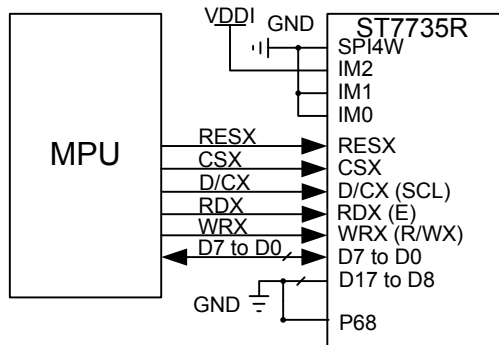 VDDI
GND
ST7735R
SPI4W
IM2
IM1
IM0
MPU
RESX
RESX
CSX
CSX
D/CX
D/CX (SCL)
RDX
RDX (E)
WRX
WRX (R/WX)
D7 to D0
D7 to D0
D17 to D8
GND
P68